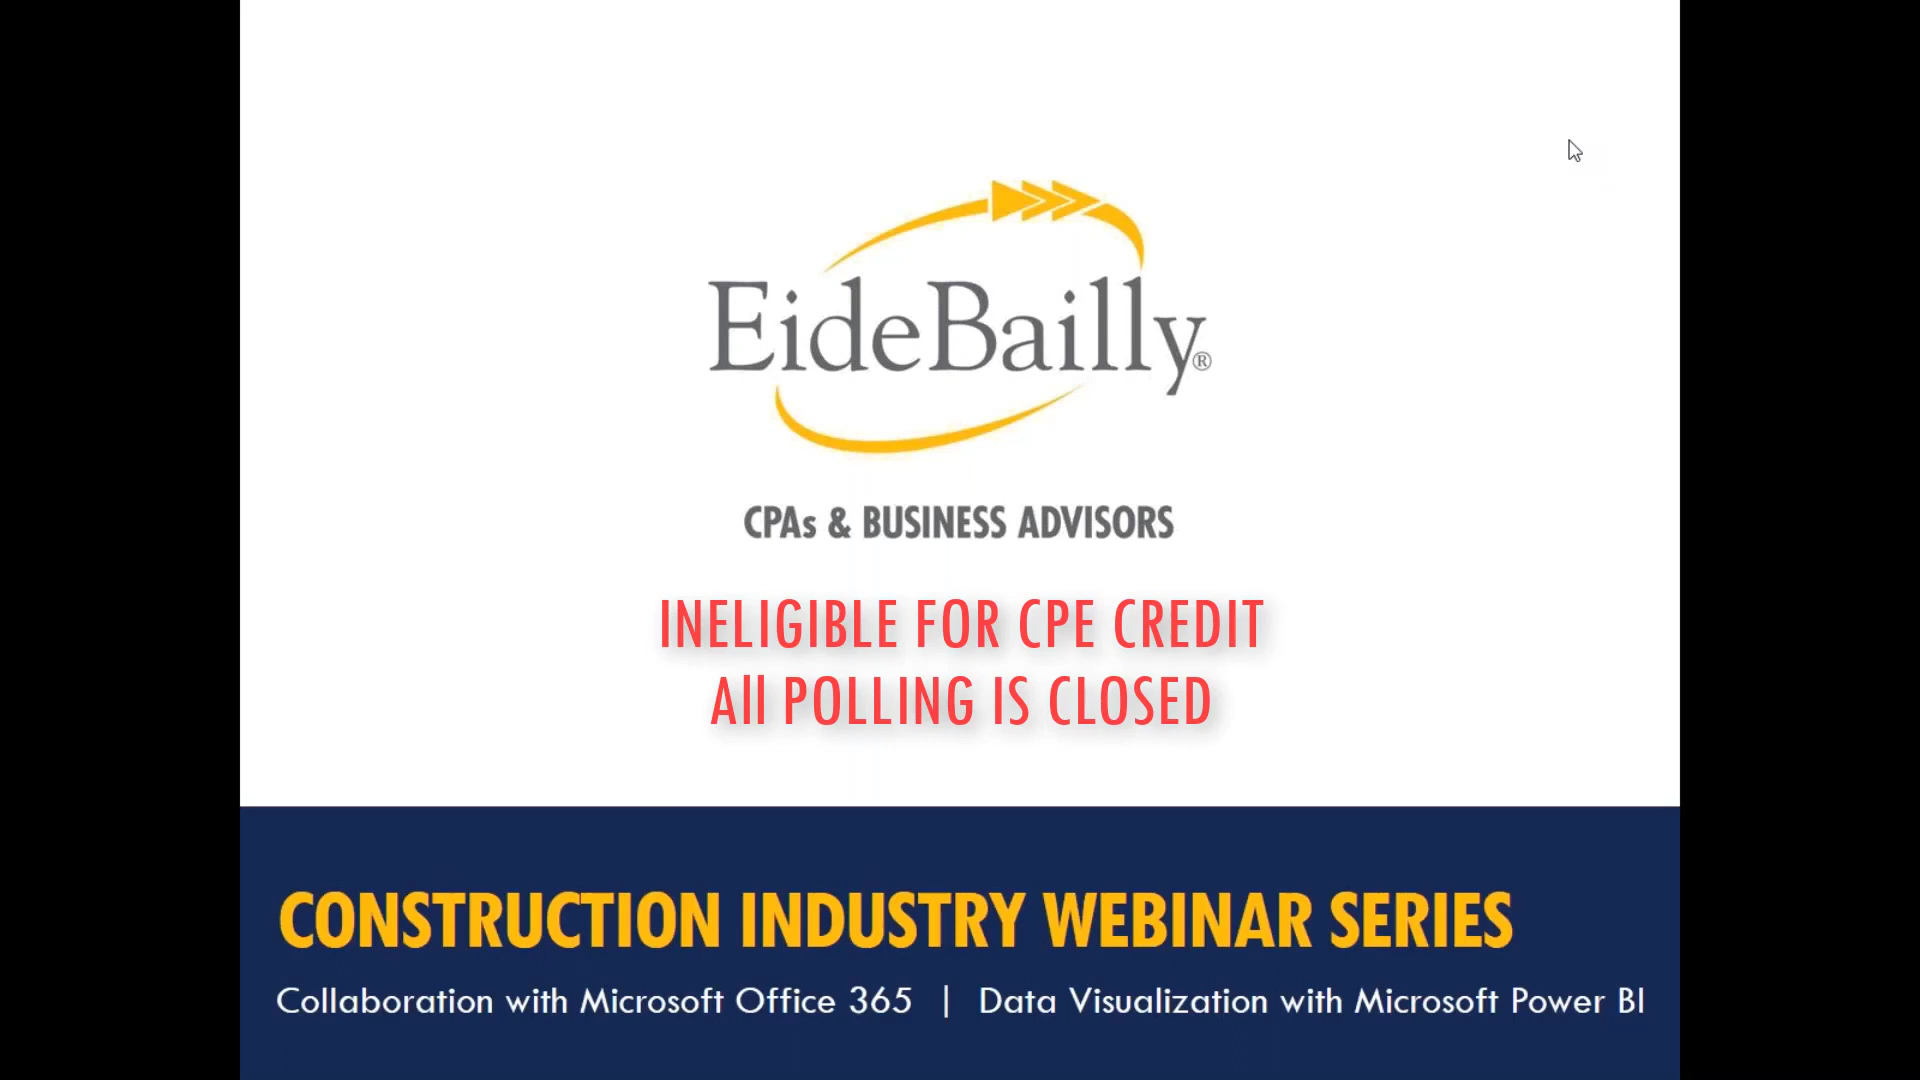 EideBailly®
CPAs & BUSINESS ADVISORS
INELIGIBLE FOR CPE CREDIT
All POLLING IS CLOSED
CONSTRUCTION INDUSTRY WEBINAR SERIES
Collaboration with Microsoft Office 365 | Data Visualization with Microsoft Power BI